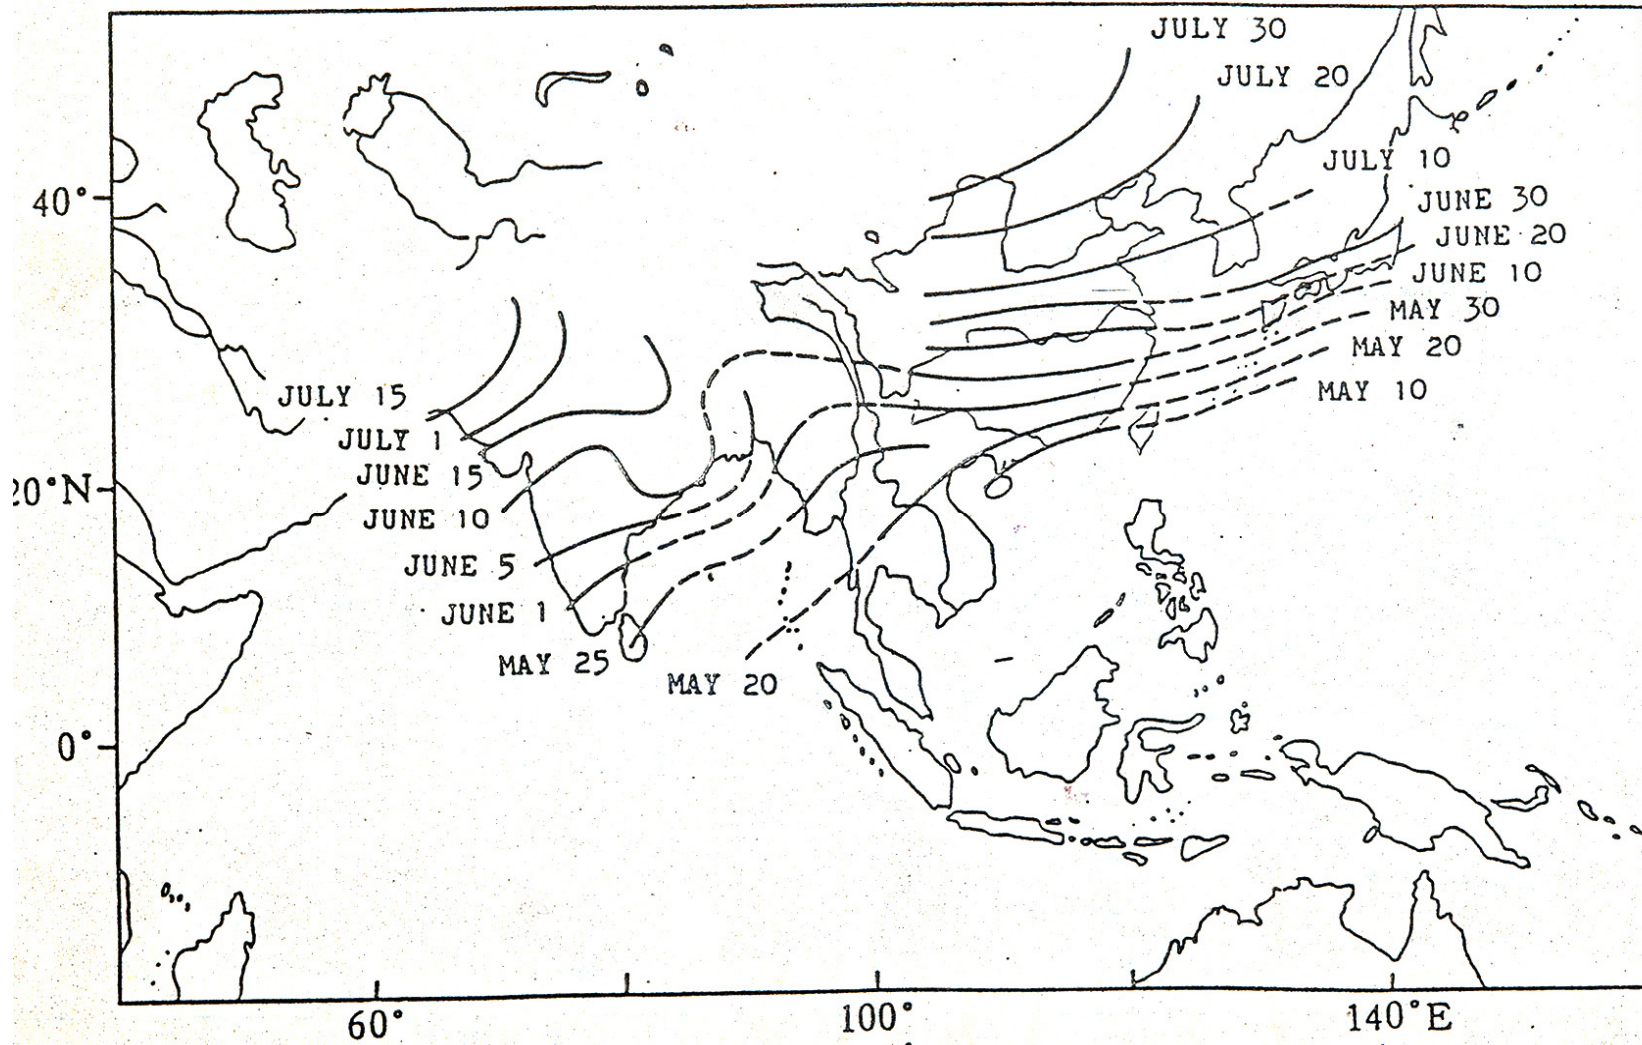 JULY 30
JULY 20
JULY 10
40°
JUNE 30
JUNE 20
JUNE 10
MAY 30
MAY 20
MAY 10
JULY 15
JULY 1
JUNE 15
20°N
JUNE 10
JUNE 5
JUNE 1
MAY 25
MAY 20
0°
60°
100°
140°E